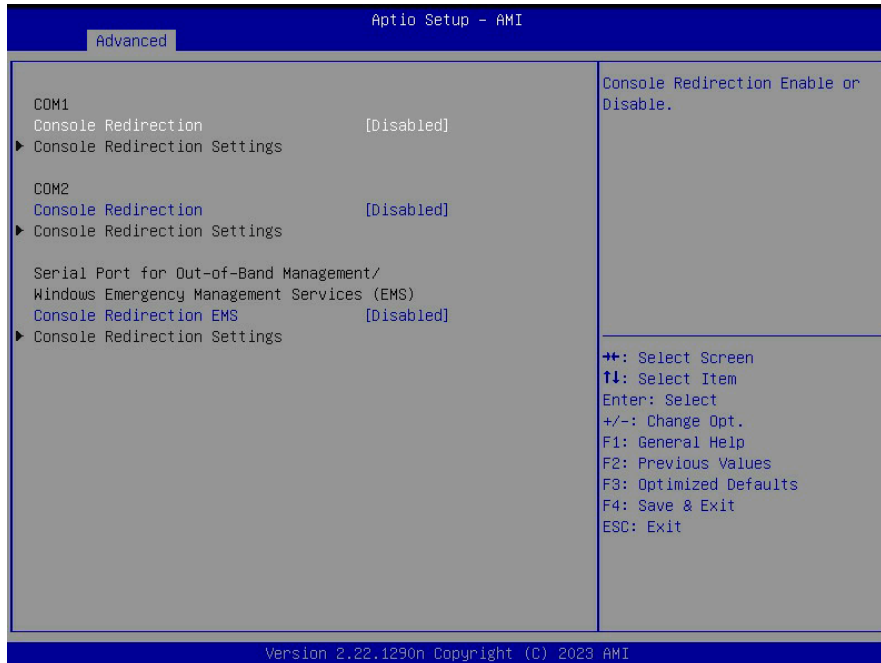 Aptio Setup – AMI
Advanced
COM1
Console Redirection [Disabled]
▶ Console Redirection Settings
COM2
Console Redirection [Disabled]
▶ Console Redirection Settings
Serial Port for Out-of-Band Management/
Windows Emergency Management Services (EMS)
Console Redirection EMS [Disabled]
▶ Console Redirection Settings
Console Redirection Enable or
Disable.
→←: Select Screen
↑↓: Select Item
Enter: Select
+/-: Change Opt.
F1: General Help
F2: Previous Values
F3: Optimized Defaults
F4: Save & Exit
ESC: Exit
Version 2.22.1290n Copyright (C) 2023 AMI